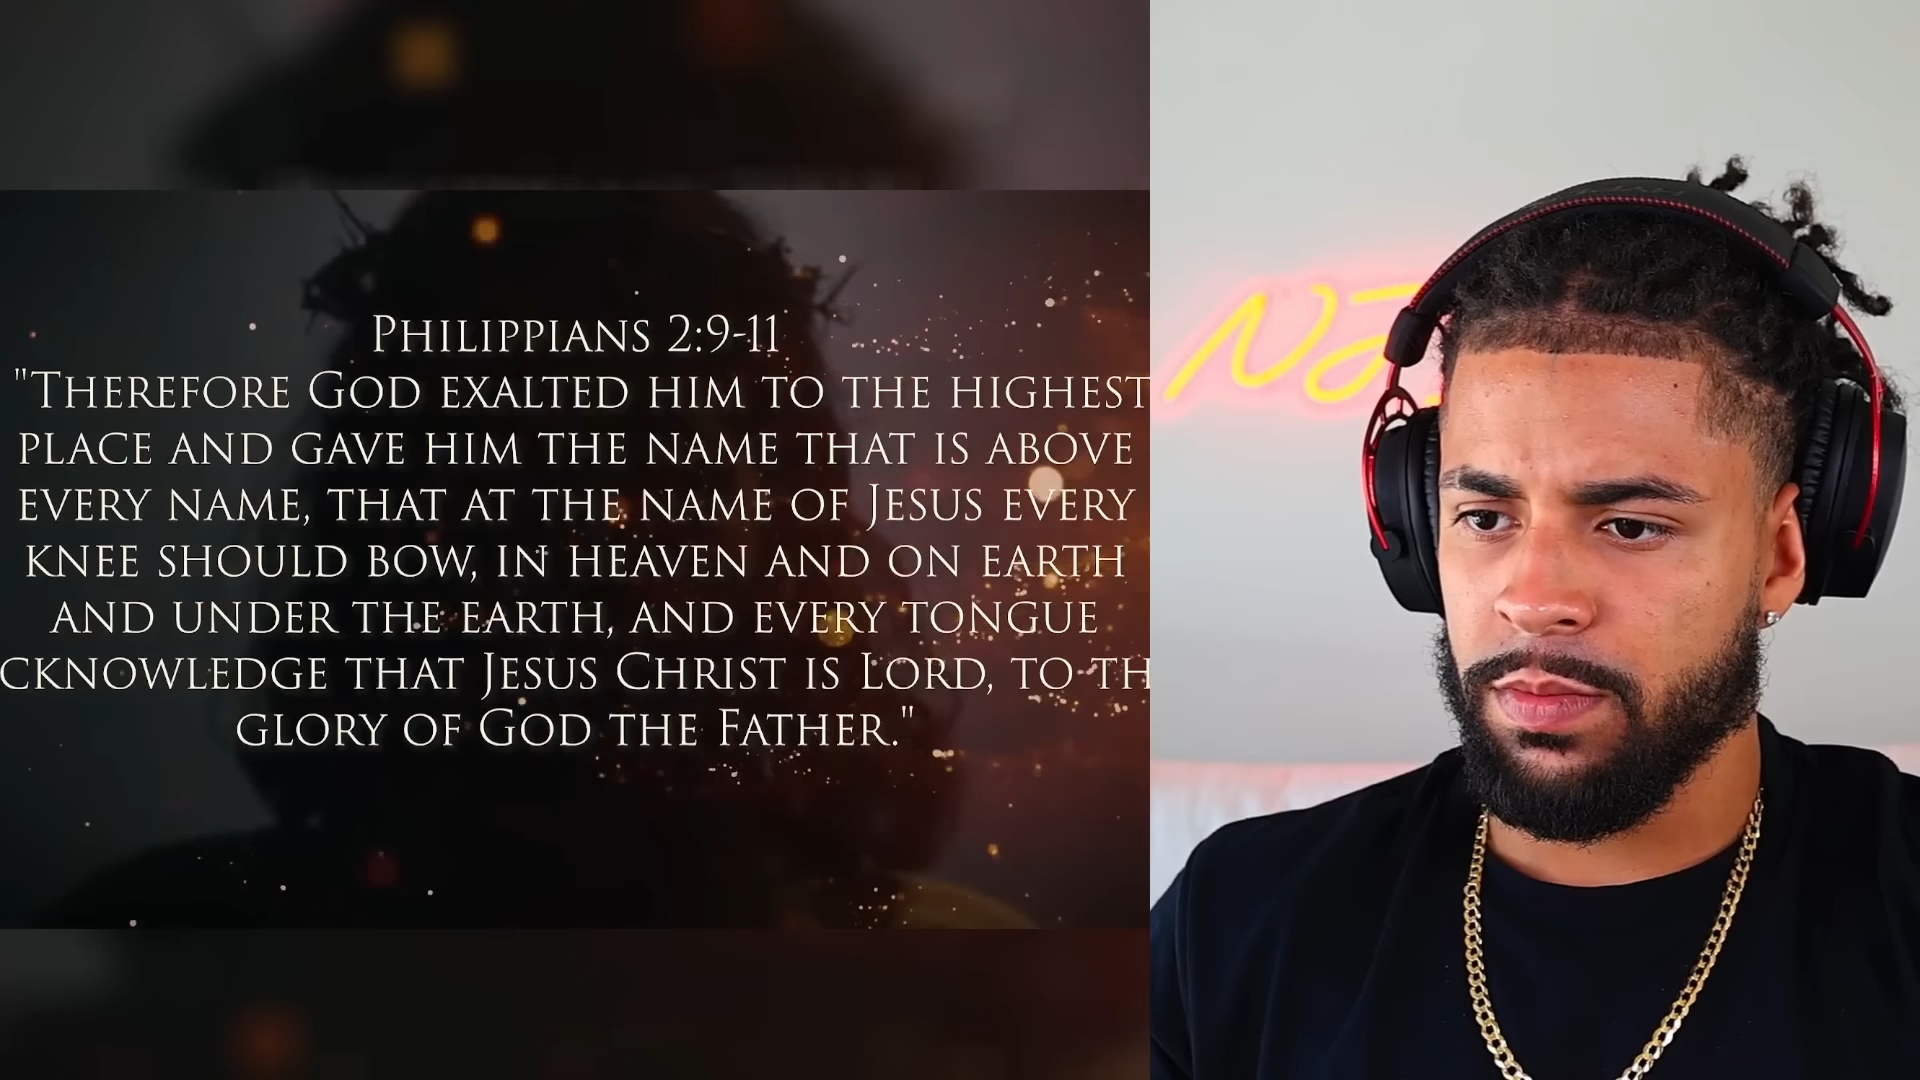 Philippians 2:9-11
"Therefore God exalted him to the highest
place and gave him the name that is above
every name, that at the name of Jesus every
knee should bow, in heaven and on earth
and under the earth, and every tongue
cknowledge that Jesus Christ is Lord, to th
glory of God the Father."